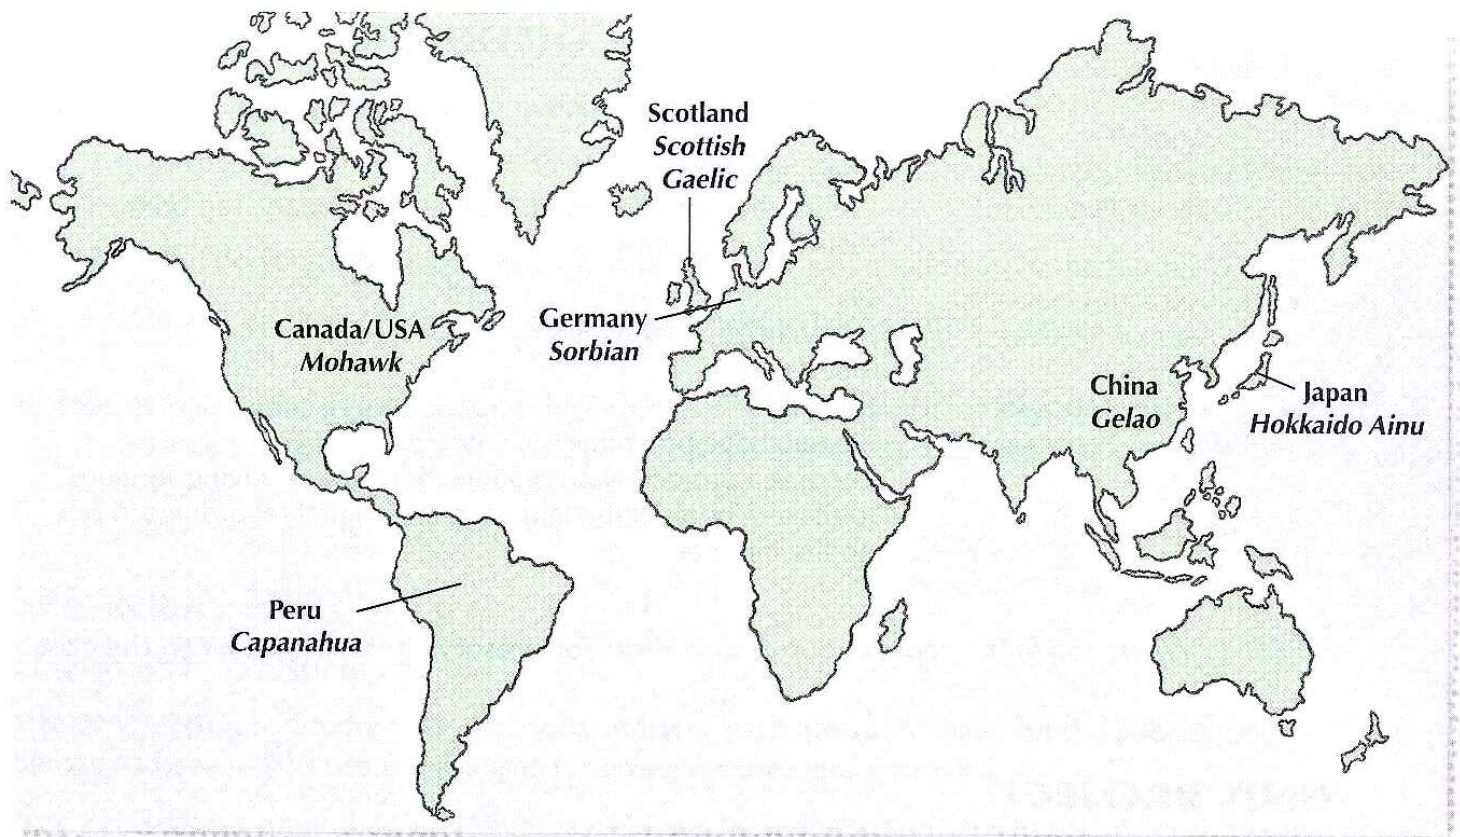 Scotland
Scottish
Gaelic
Canada/USA
Mohawk
Germany
Sorbian
China
Gelao
Japan
Hokkaido Ainu
Peru
Capanahua